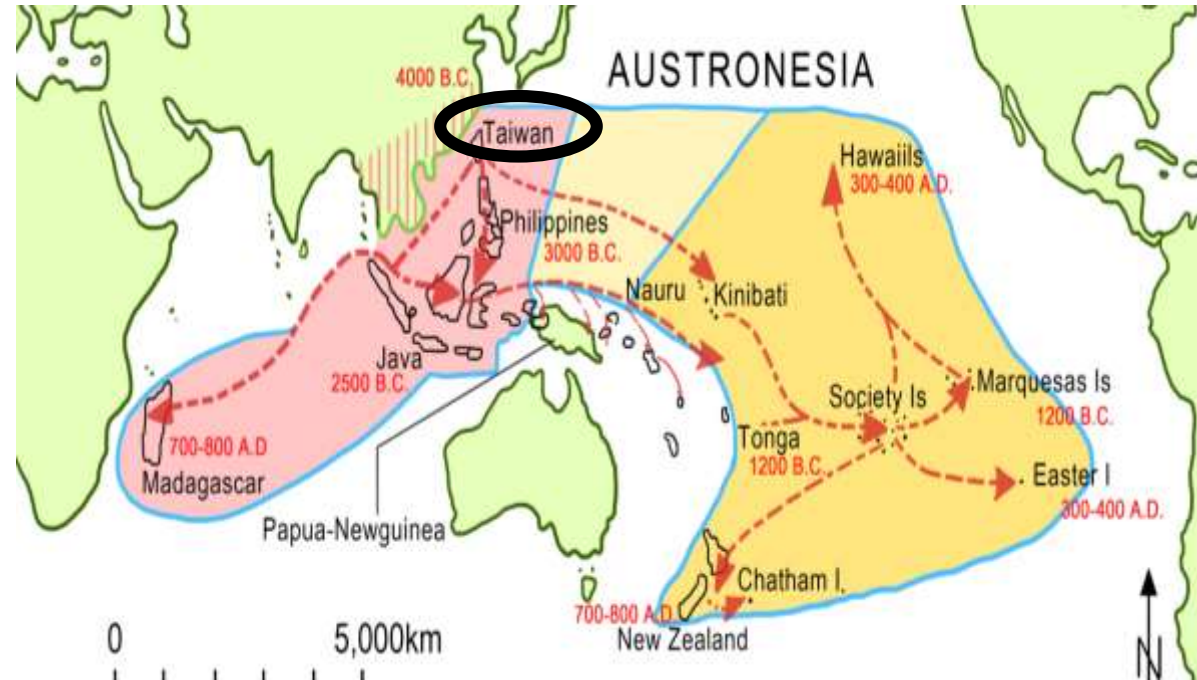 AUSTRONESIA
4000 B.C.
Taiwan
HawaiiIs
300-400 A.D.
Philippines
3000 B.C.
Nauru
Kinibati
Java
2500 B.C.
Society Is
Marquesas Is
1200 B.C.
Tonga
1200 B.C.
700-800 A.D
Madagascar
Easter I
300-400 A.D.
Papua-Newguinea
Chatham I.
700-800 A.D
New Zealand
0 5,000km
N